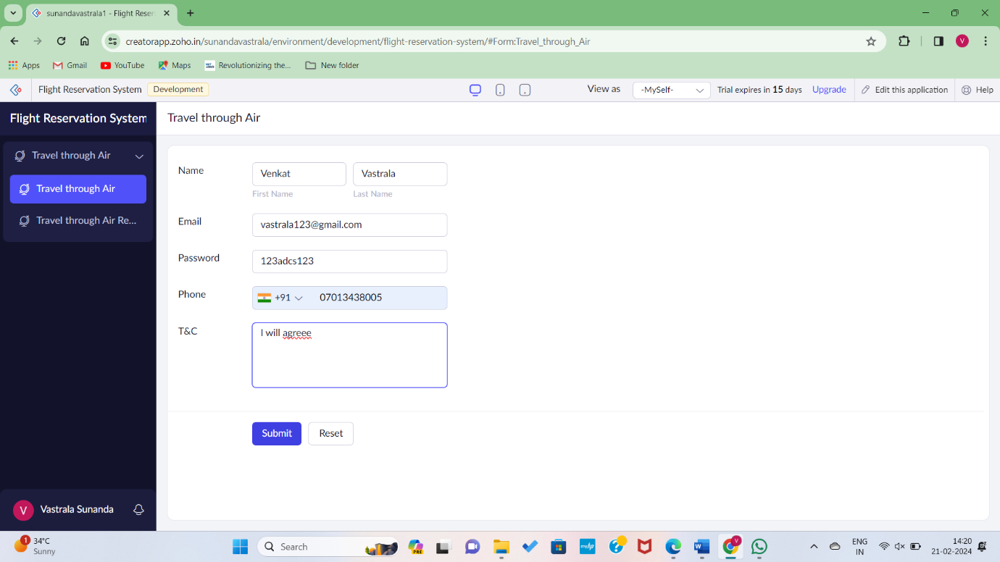 sunandavastrala1 - Flight Reser
creatorapp.zoho.in/sunandavastrala/environment/development/flight-reservation-system/#Form:Travel_through_Air
V
Apps
Gmail
YouTube
Maps
Revolutionizing the...
New folder
Flight Reservation System
Development
View as
-MySelf-
Trial expires in 15 days
Upgrade
Edit this application
Help
Flight Reservation System
Travel through Air
Travel through Air
Travel through Air Re...
Travel through Air
Name
Venkat
Vastrala
First Name
Last Name
Email
vastrala123@gmail.com
Password
123adcs123
Phone
+91
07013438005
T&C
I will agreee
Submit
Reset
V
Vastrala Sunanda
1
34°C
Sunny
Search
PRE
myhp
W
V
ENG
IN
14:20
21-02-2024